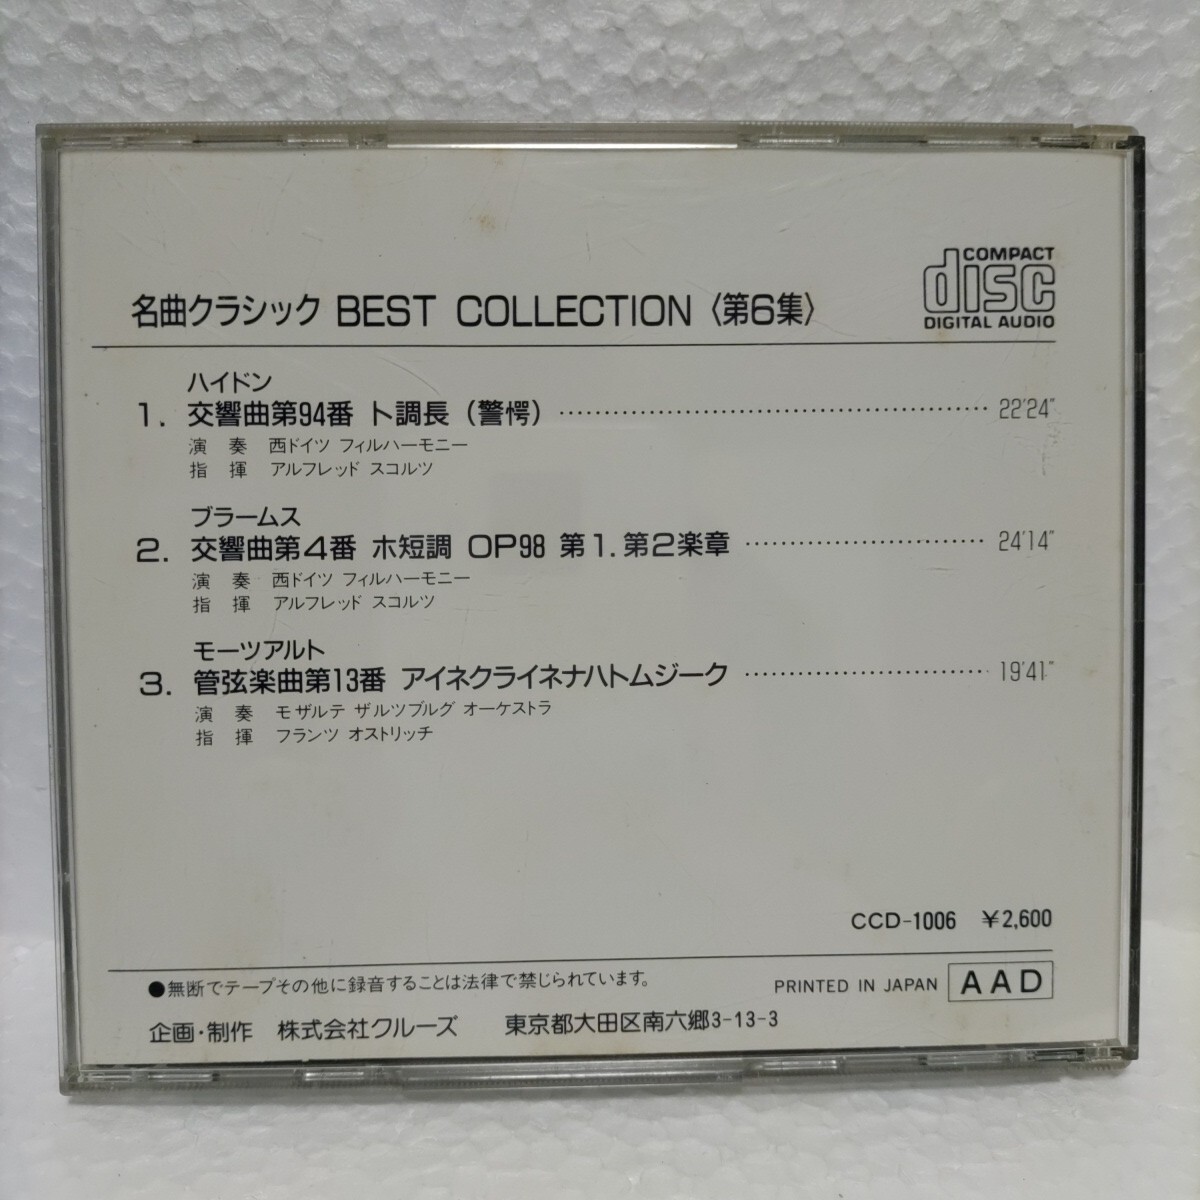 COMPACT
disc
DIGITAL AUDIO
名曲クラシック BEST COLLECTION 〈第6集〉
ハイドン
1. 交響曲第94番 ト調長 (警愕) 22'24"
演奏 西ドイツ フィルハーモニー
指揮 アルフレッド スコルツ
ブラームス
2. 交響曲第4番 ホ短調 OP98 第1.第2楽章 24'14"
演奏 西ドイツ フィルハーモニー
指揮 アルフレッド スコルツ
モーツアルト
3. 管弦楽曲第13番 アイネクライネナハトムジーク 19'41"
演奏 モザルテ ザルツブルグ オーケストラ
指揮 フランツ オストリッチ
CCD-1006 ¥2,600
●無断でテープその他に録音することは法律で禁じられています。
PRINTED IN JAPAN AAD
企画・制作 株式会社クルーズ 東京都大田区南六郷3-13-3